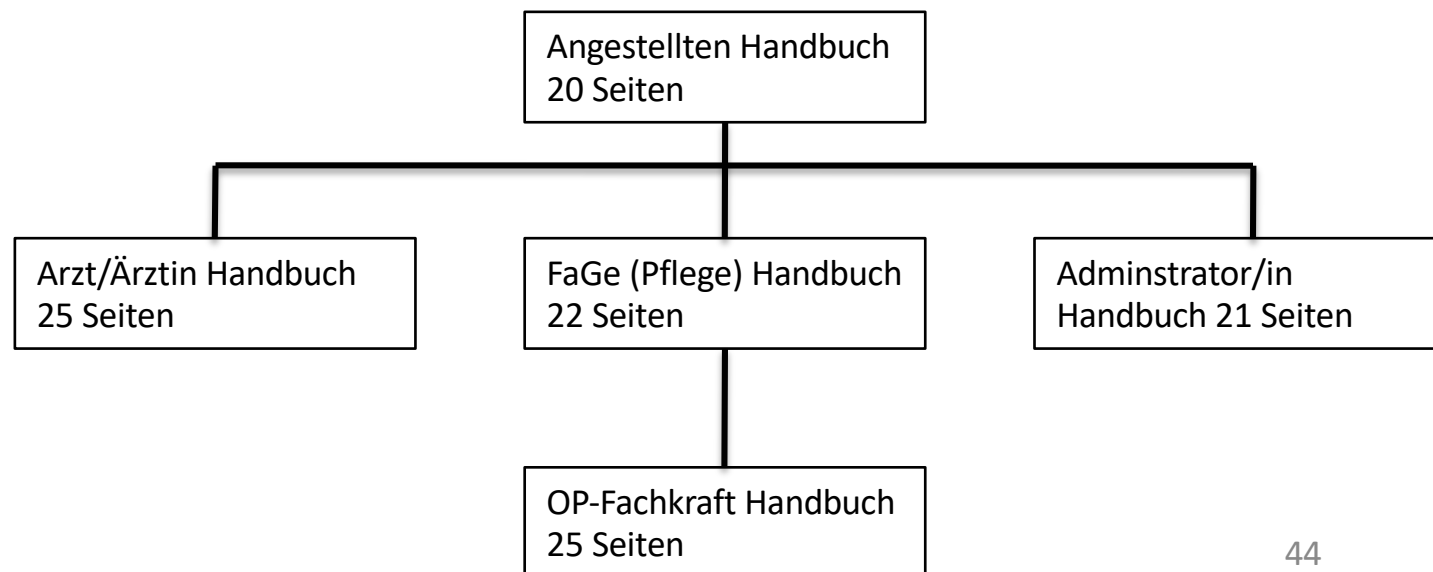 Angestellten Handbuch
20 Seiten
Arzt/Ärztin Handbuch
25 Seiten
FaGe (Pflege) Handbuch
22 Seiten
Adminstrator/in
Handbuch 21 Seiten
OP-Fachkraft Handbuch
25 Seiten
44